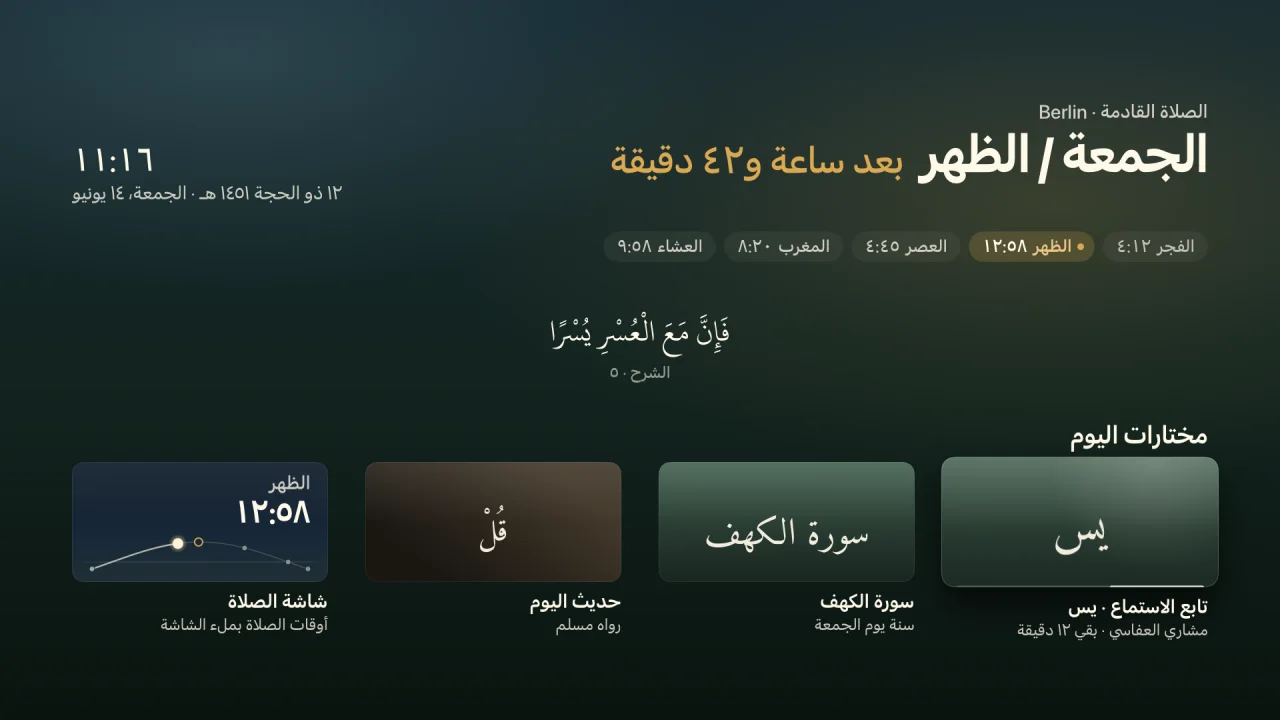 الصلاة القادمة · Berlin
الجمعة / الظهر بعد ساعة و٤٢ دقيقة
١١:١٦
١٢ ذو الحجة ١٤٥١ هـ · الجمعة، ١٤ يونيو
الفجر ٤:١٢
الظهر ١٢:٥٨
العصر ٤:٤٥
المغرب ٨:٢٠
العشاء ٩:٥٨
فَإِنَّ مَعَ الْعُسْرِ يُسْرًا
الشرح · ٥
مختارات اليوم
يس
تابع الاستماع · يس
مشاري العفاسي · بقي ١٢ دقيقة
سورة الكهف
سورة الكهف
سنة يوم الجمعة
قُلْ
حديث اليوم
رواه مسلم
الظهر
١٢:٥٨
شاشة الصلاة
أوقات الصلاة بملء الشاشة